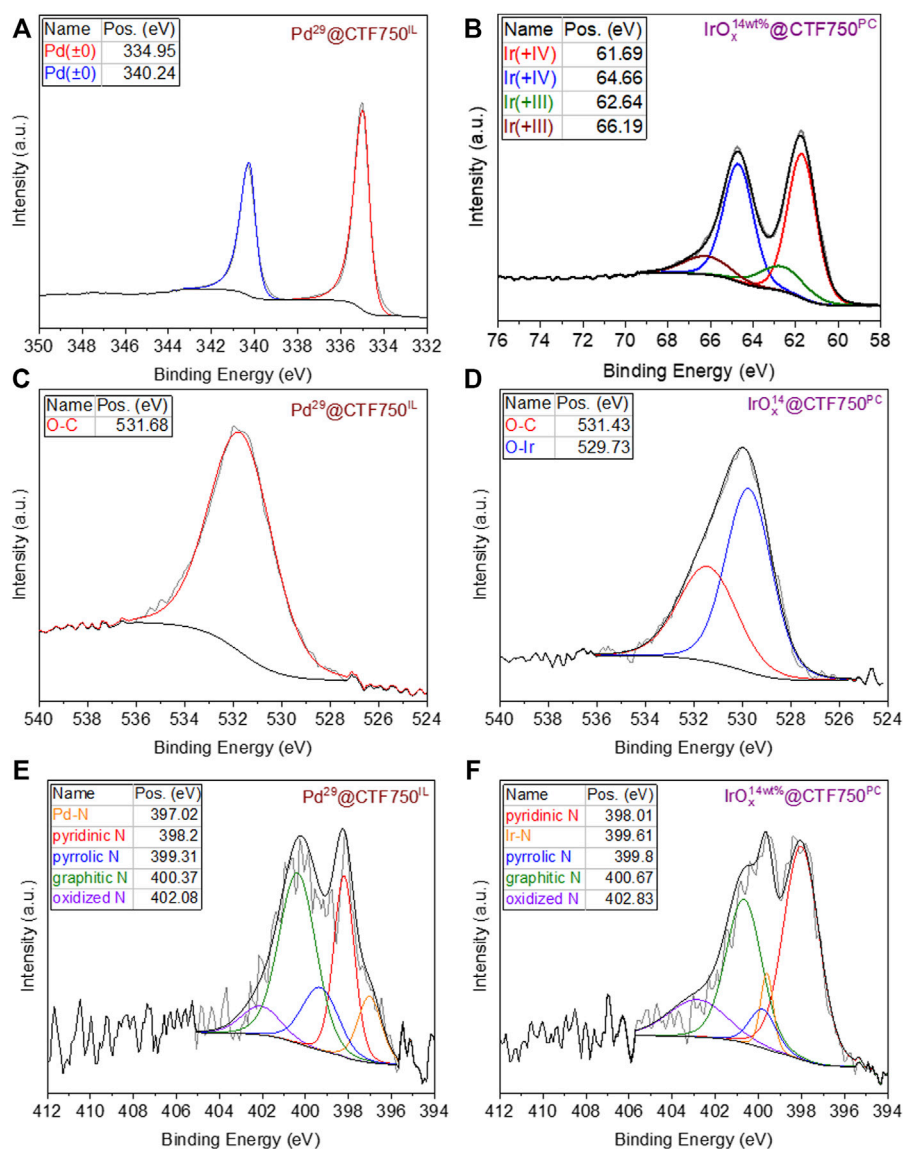 A
Name Pos. (eV)
Pd(±0) 334.95
Pd(±0) 340.24
Pd29@CTF750IL
Intensity (a.u.)
350 348 346 344 342 340 338 336 334 332
Binding Energy (eV)
B
Name Pos. (eV)
Ir(+IV) 61.69
Ir(+IV) 64.66
Ir(+III) 62.64
Ir(+III) 66.19
IrOx14wt%@CTF750PC
Intensity (a.u.)
76 74 72 70 68 66 64 62 60 58
Binding Energy (eV)
C
Name Pos. (eV)
O-C 531.68
Pd29@CTF750IL
Intensity (a.u.)
540 538 536 534 532 530 528 526 524
Binding Energy (eV)
D
Name Pos. (eV)
O-C 531.43
O-Ir 529.73
IrOx14@CTF750PC
Intensity (a.u.)
540 538 536 534 532 530 528 526 524
Binding Energy (eV)
E
Name Pos. (eV)
Pd-N 397.02
pyridinic N 398.2
pyrrolic N 399.31
graphitic N 400.37
oxidized N 402.08
Pd29@CTF750IL
Intensity (a.u.)
412 410 408 406 404 402 400 398 396 394
Binding Energy (eV)
F
Name Pos. (eV)
pyridinic N 398.01
Ir-N 399.61
pyrrolic N 399.8
graphitic N 400.67
oxidized N 402.83
IrOx14wt%@CTF750PC
Intensity (a.u.)
412 410 408 406 404 402 400 398 396 394
Binding Energy (eV)